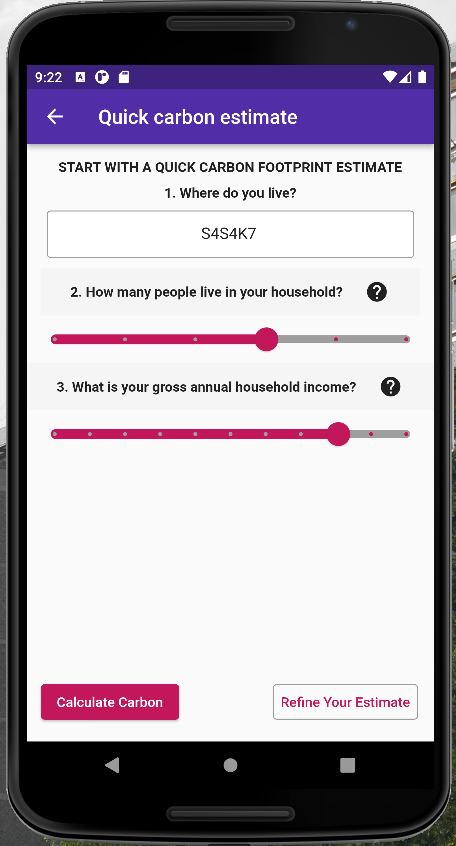 9:22
Quick carbon estimate
START WITH A QUICK CARBON FOOTPRINT ESTIMATE
1. Where do you live?
S4S4K7
2. How many people live in your household?
3. What is your gross annual household income?
Calculate Carbon
Refine Your Estimate